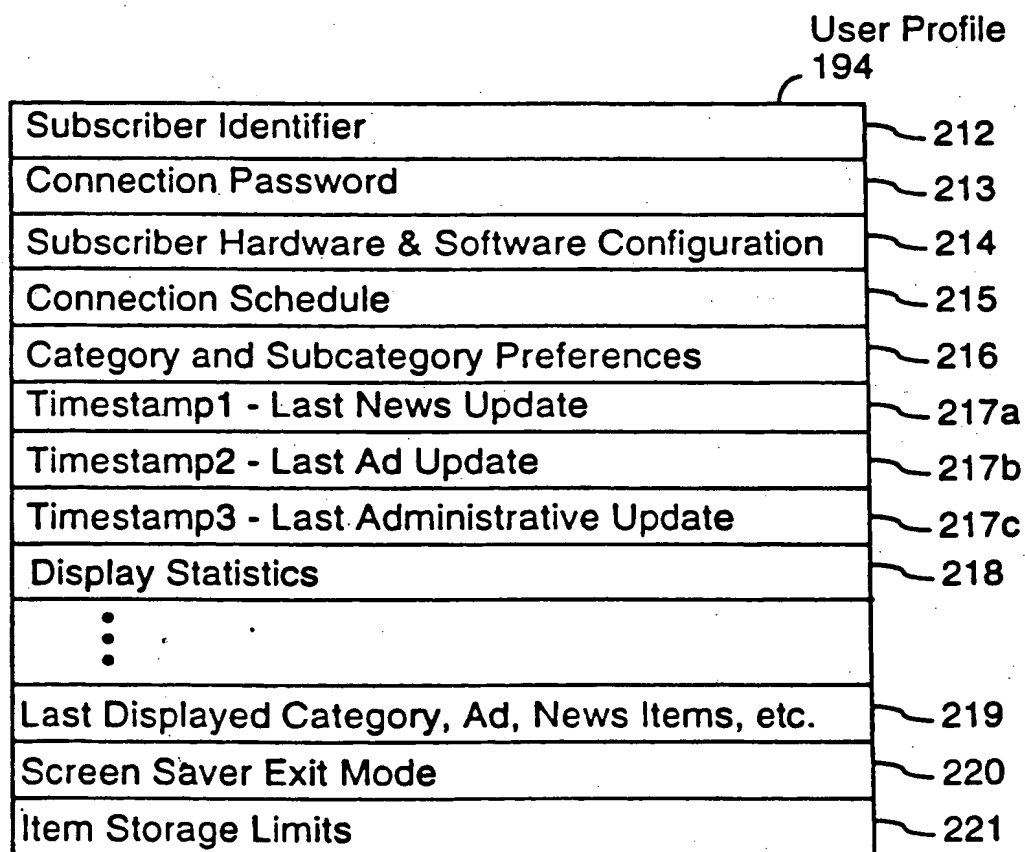 User Profile
194
Subscriber Identifier 212
Connection Password 213
Subscriber Hardware & Software Configuration 214
Connection Schedule 215
Category and Subcategory Preferences 216
Timestamp1 - Last News Update 217a
Timestamp2 - Last Ad Update 217b
Timestamp3 - Last Administrative Update 217c
Display Statistics 218
Last Displayed Category, Ad, News Items, etc. 219
Screen Saver Exit Mode 220
Item Storage Limits 221